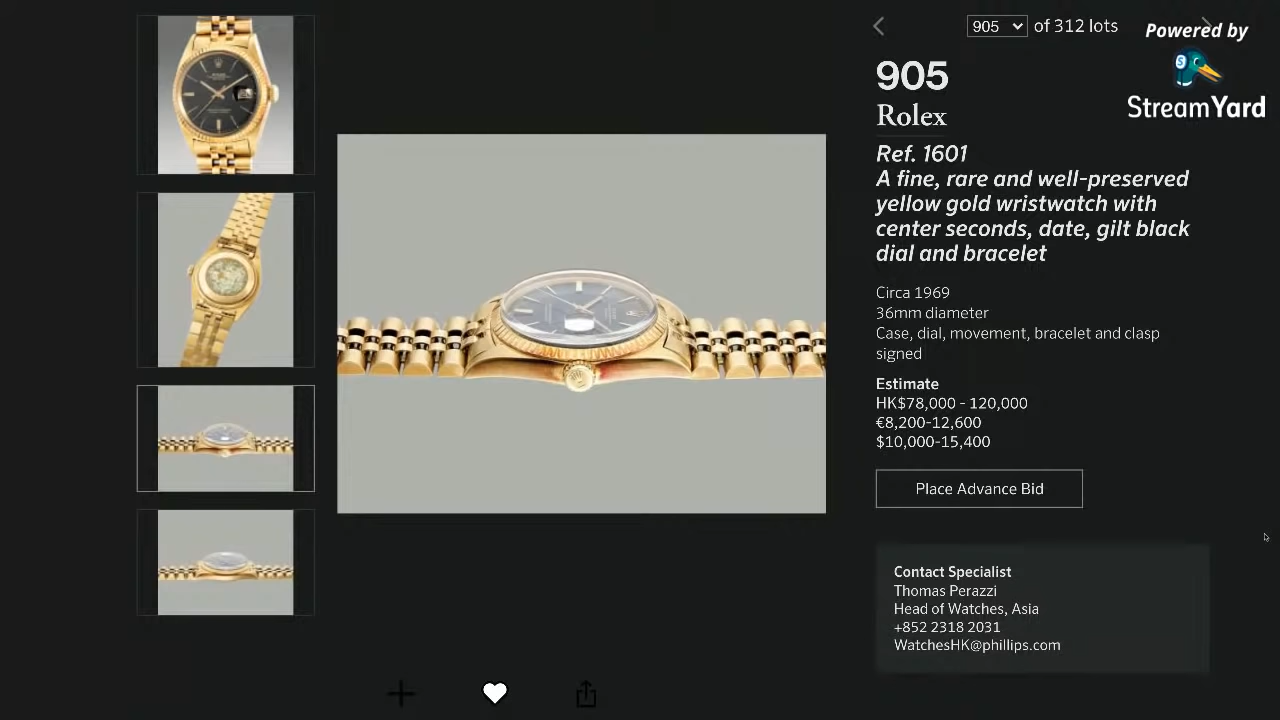 905 of 312 lots
Powered by
StreamYard
905
Rolex
Ref. 1601
A fine, rare and well-preserved
yellow gold wristwatch with
center seconds, date, gilt black
dial and bracelet
Circa 1969
36mm diameter
Case, dial, movement, bracelet and clasp
signed
Estimate
HK$78,000 - 120,000
€8,200-12,600
$10,000-15,400
Place Advance Bid
Contact Specialist
Thomas Perazzi
Head of Watches, Asia
+852 2318 2031
WatchesHK@phillips.com